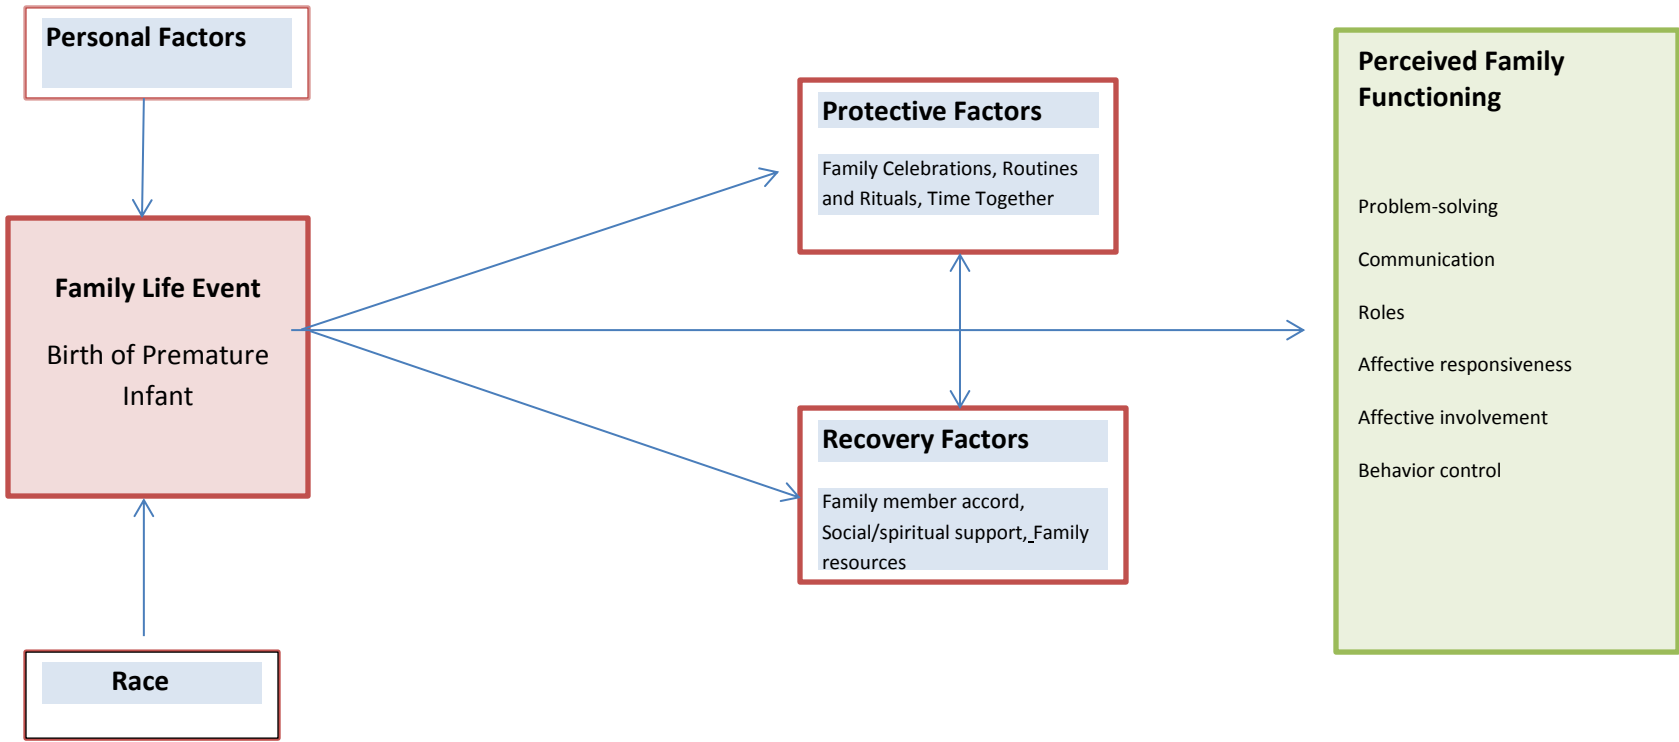 Personal Factors
Family Life Event
Birth of Premature
Infant
Race
Protective Factors
Family Celebrations, Routines
and Rituals, Time Together
Recovery Factors
Family member accord,
Social/spiritual support, Family
resources
Perceived Family
Functioning
Problem-solving
Communication
Roles
Affective responsiveness
Affective involvement
Behavior control